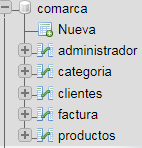 comarca
Nueva
administrador
categoria
clientes
factura
productos